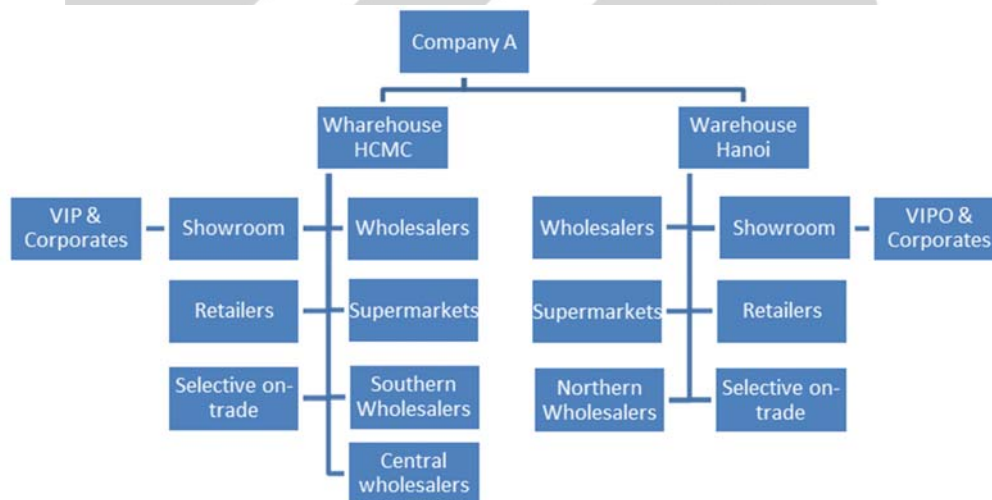 Company A
Wharehouse
HCMC
Warehouse
Hanoi
VIP &
Corporates
Showroom
Wholesalers
Wholesalers
Showroom
VIPO &
Corporates
Retailers
Supermarkets
Supermarkets
Retailers
Selective on-
trade
Southern
Wholesalers
Northern
Wholesalers
Selective on-
trade
Central
wholesalers